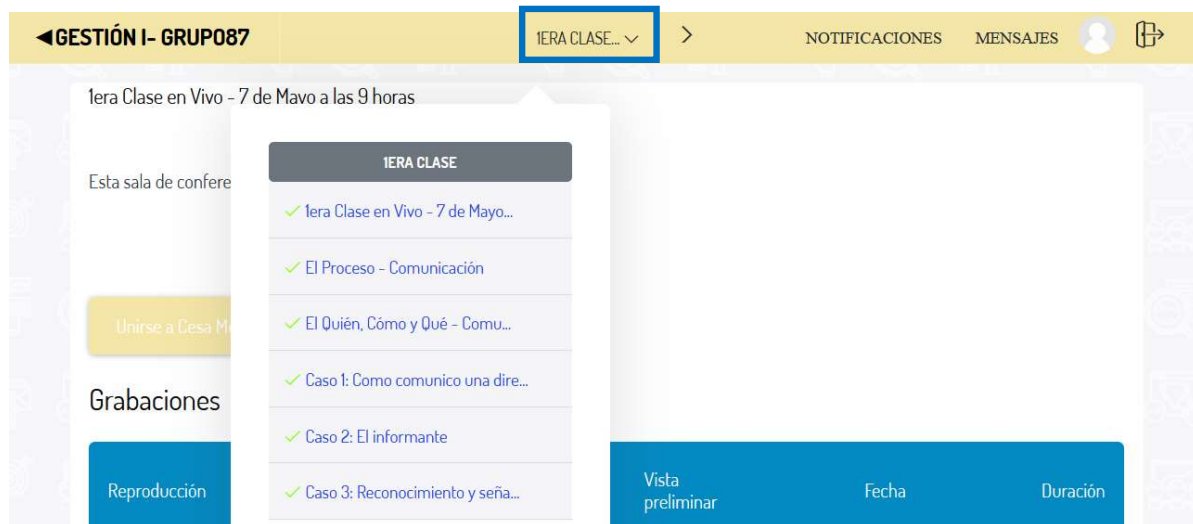 ◄GESTIÓN I- GRUPO87
1ERA CLASE...
NOTIFICACIONES
MENSAJES
1era Clase en Vivo - 7 de Mayo a las 9 horas
Esta sala de confere
1ERA CLASE
1era Clase en Vivo - 7 de Mayo...
El Proceso - Comunicación
El Quién, Cómo y Qué - Comu...
Caso 1: Como comunico una dire...
Caso 2: El informante
Caso 3: Reconocimiento y seña...
Unirse a Cesa M
Grabaciones
Reproducción
Vista
preliminar
Fecha
Duración